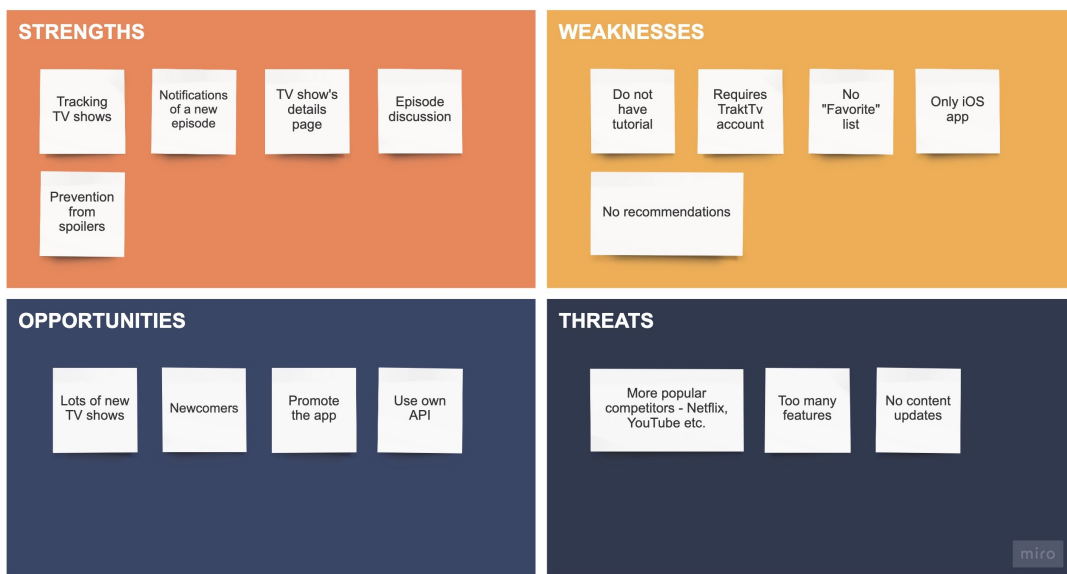 STRENGTHS
Tracking
TV shows
Notifications
of a new
episode
TV show's
details
page
Episode
discussion
Prevention
from
spoilers
WEAKNESSES
Do not
have
tutorial
Requires
TraktTv
account
No
"Favorite"
list
Only iOS
app
No recommendations
OPPORTUNITIES
Lots of new
TV shows
Newcomers
Promote
the app
Use own
API
THREATS
More popular
competitors - Netflix,
YouTube etc.
Too many
features
No content
updates
miro